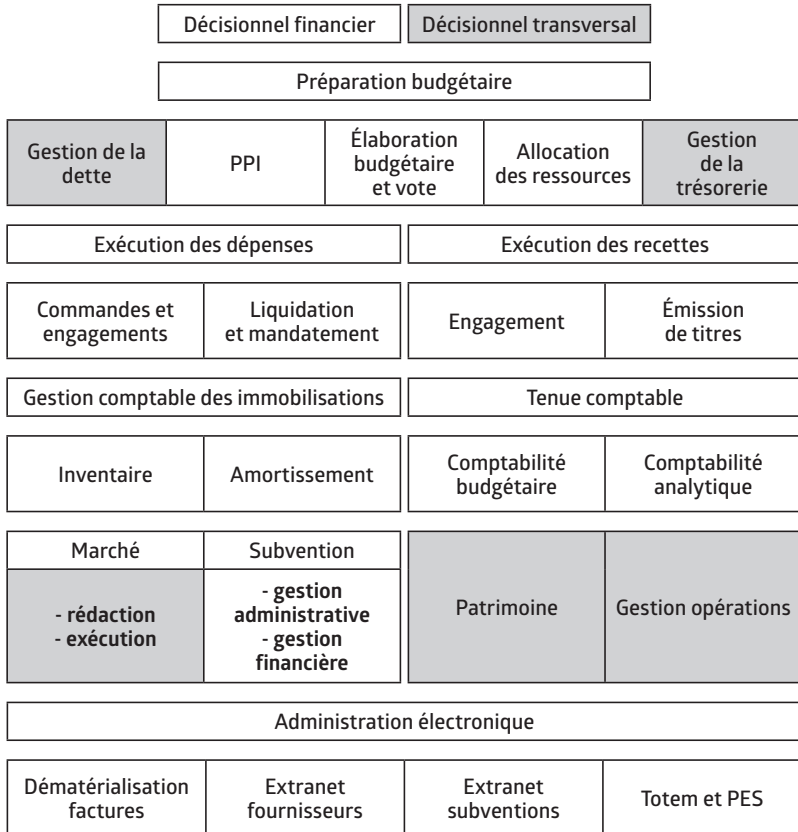 Décisionnel financier
Décisionnel transversal
Préparation budgétaire
Gestion de la
dette
PPI
Élaboration
budgétaire
et vote
Allocation
des ressources
Gestion
de la
trésorerie
Exécution des dépenses
Exécution des recettes
Commandes et
engagements
Liquidation
et mandatement
Engagement
Émission
de titres
Gestion comptable des immobilisations
Tenue comptable
Inventaire
Amortissement
Comptabilité
budgétaire
Comptabilité
analytique
Marché
- rédaction
- exécution
Subvention
- gestion
administrative
- gestion
financière
Patrimoine
Gestion opérations
Administration électronique
Dématérialisation
factures
Extranet
fournisseurs
Extranet
subventions
Totem et PES